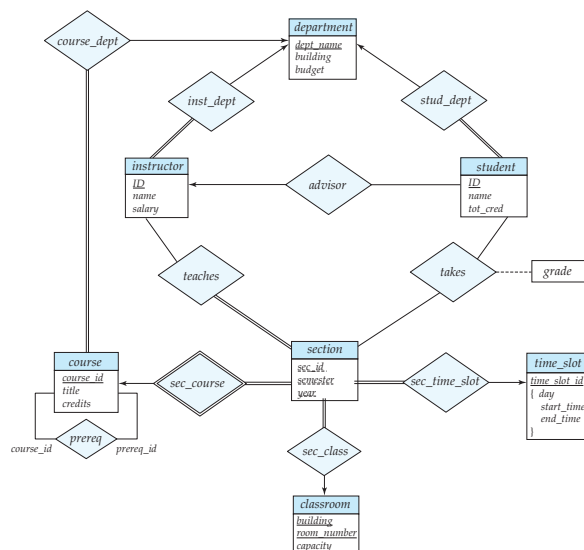 department
course_dept
dept_name
building
budget
inst_dept
stud_dept
instructor
ID
name
salary
advisor
student
ID
name
tot_cred
teaches
takes
grade
course
course_id
title
credits
sec_course
section
sec_id
semester
year
sec_time_slot
time_slot
time_slot_id
{ day
start_time
end_time
}
prereq
course_id
prereq_id
sec_class
classroom
building
room_number
capacity